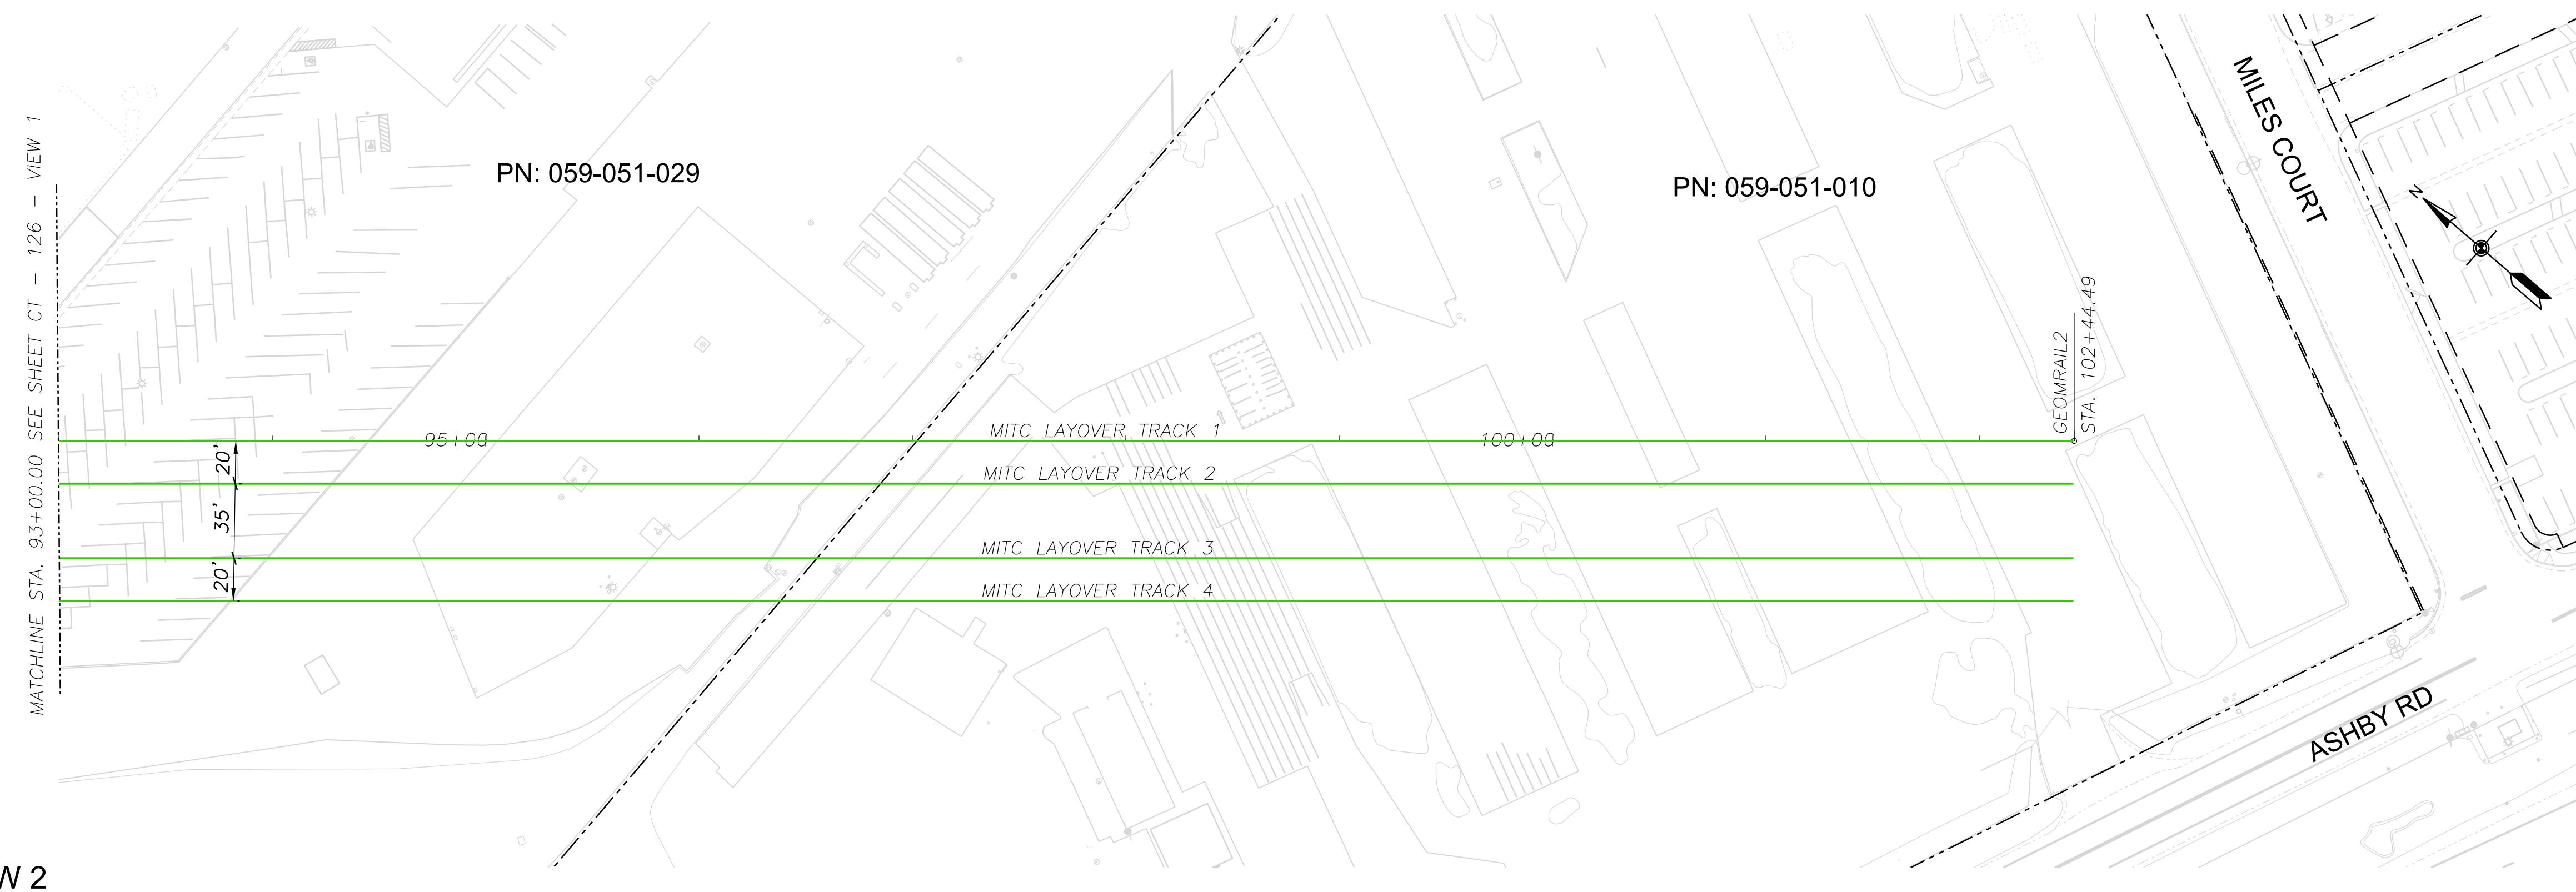 MATCHLINE STA. 93+00.00 SEE SHEET CT - 126 - VIEW 1
PN: 059-051-029
PN: 059-051-010
MILES COURT
N
GEOMRAIL2
STA. 102+44.49
95+00
MITC LAYOVER TRACK 1
100+00
20'
MITC LAYOVER TRACK 2
35'
MITC LAYOVER TRACK 3
20'
MITC LAYOVER TRACK 4
ASHBY RD
W 2